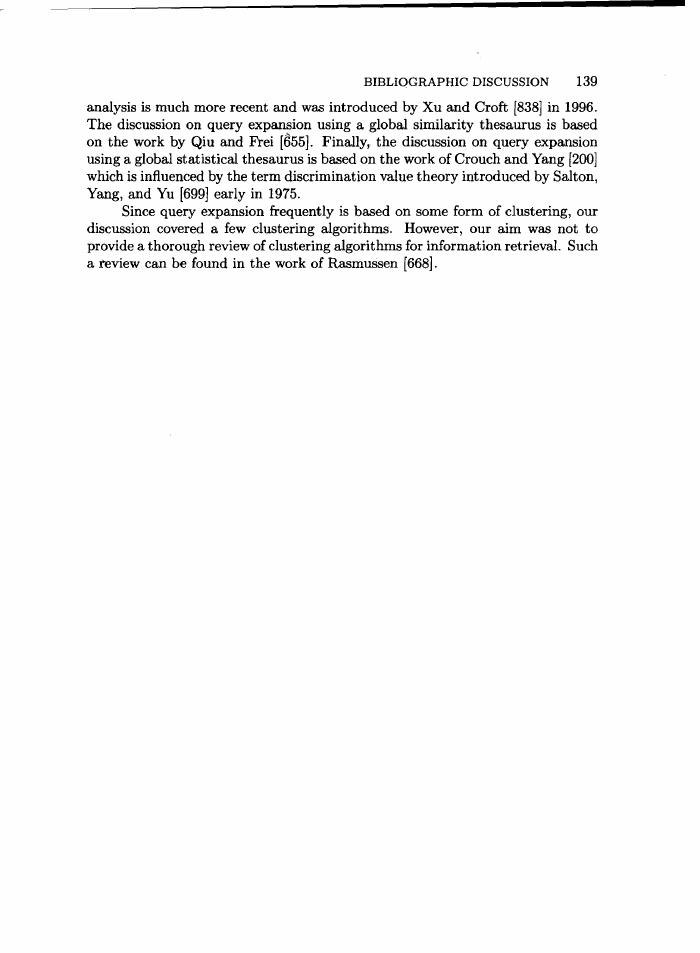 BIBLIOGRAPHIC DISCUSSION 139
analysis is much more recent and was introduced by Xu and Croft [838] in 1996.
The discussion on query expansion using a global similarity thesaurus is based
on the work by Qiu and Frei [655]. Finally, the discussion on query expansion
using a global statistical thesaurus is based on the work of Crouch and Yang [200]
which is influenced by the term discrimination value theory introduced by Salton,
Yang, and Yu [699] early in 1975.
Since query expansion frequently is based on some form of clustering, our
discussion covered a few clustering algorithms. However, our aim was not to
provide a thorough review of clustering algorithms for information retrieval. Such
a review can be found in the work of Rasmussen [668].